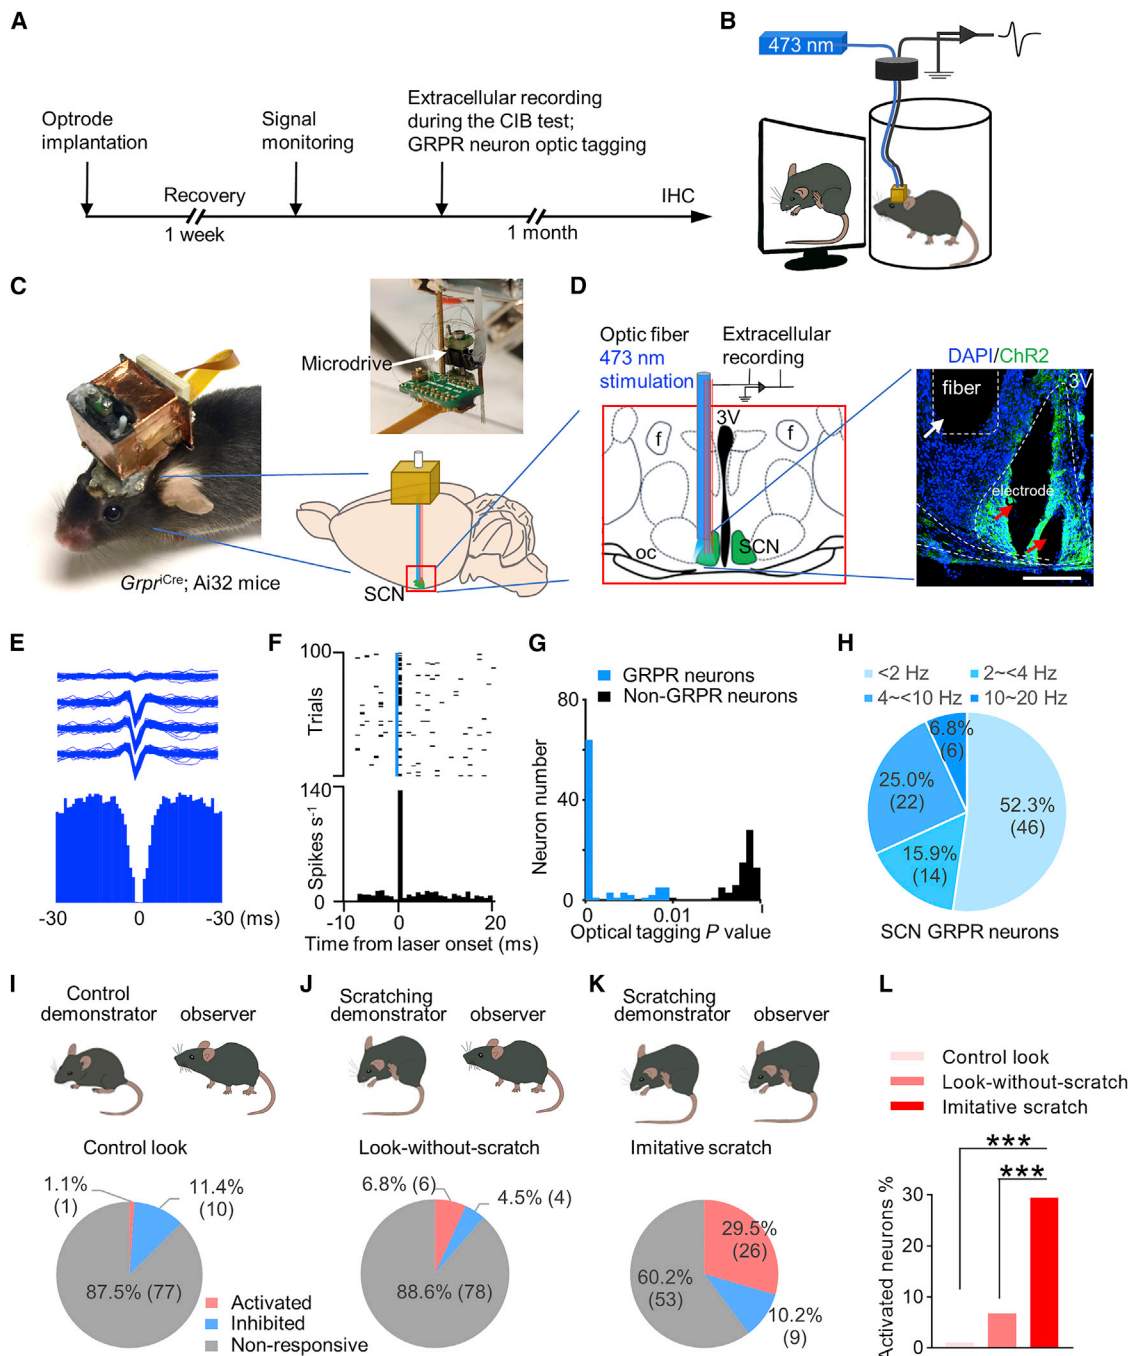 A
Optrode
implantation
Signal
monitoring
Extracellular recording
during the CIB test;
GRPR neuron optic tagging
Recovery
1 week
1 month
IHC
B
473 nm
C
Microdrive
Grpr^iCre; Ai32 mice
SCN
D
Optic fiber
473 nm
stimulation
Extracellular
recording
3V
f
f
oc
SCN
DAPI/ChR2
fiber
3V
electrode
E
-30
0
-30 (ms)
F
100
Trials
140
Spikes s^-1
0
-10
0
20
Time from laser onset (ms)
G
GRPR neurons
Non-GRPR neurons
80
40
0
Neuron number
0
0.01
1
Optical tagging P value
H
<2 Hz
2~<4 Hz
4~<10 Hz
10~20 Hz
6.8%
(6)
25.0%
(22)
52.3%
(46)
15.9%
(14)
SCN GRPR neurons
I
Control
demonstrator
observer
Control look
1.1%
(1)
11.4%
(10)
87.5% (77)
Activated
Inhibited
Non-responsive
J
Scratching
demonstrator
observer
Look-without-scratch
6.8% (6)
4.5% (4)
88.6% (78)
K
Scratching
demonstrator
observer
Imitative scratch
29.5%
(26)
60.2%
(53)
10.2%
(9)
L
Control look
Look-without-scratch
Imitative scratch
***
***
30
20
10
0
Activated neurons %